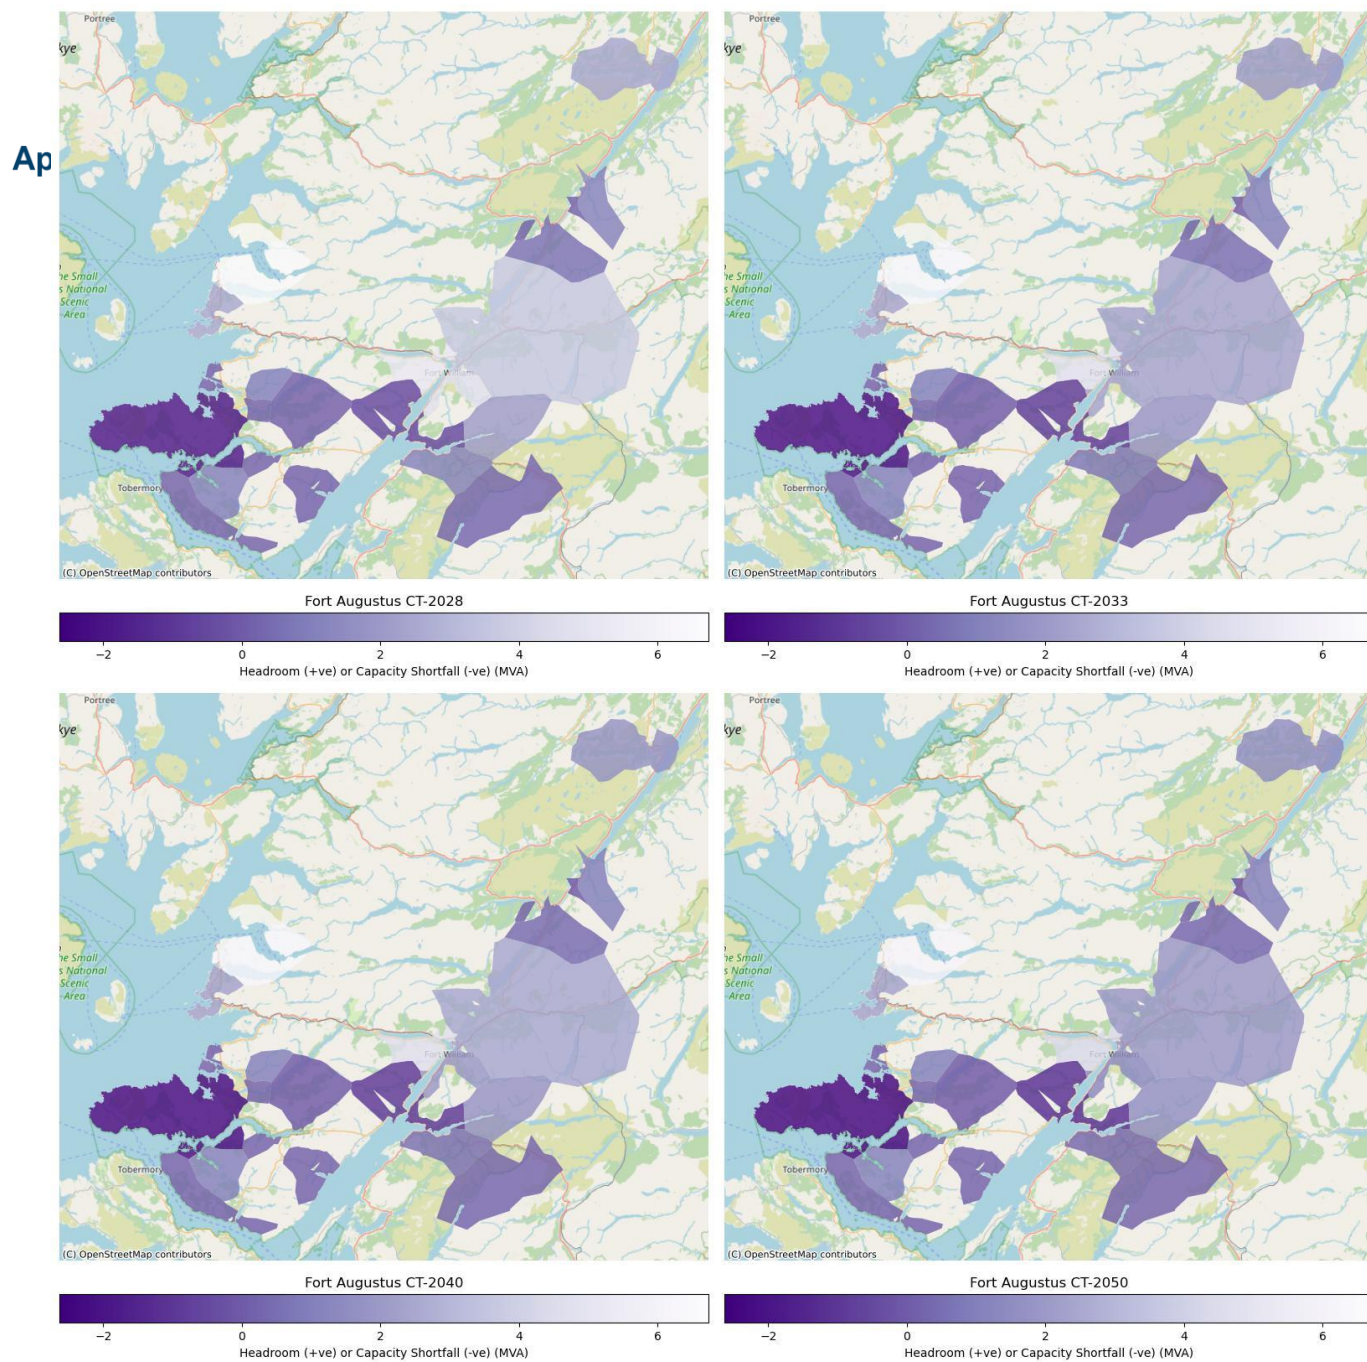 Ap
Portree
kye
he Small
s National
Scenic
Area
Fort William
Tobermory
(C) OpenStreetMap contributors
Fort Augustus CT-2028
−2 0 2 4 6
Headroom (+ve) or Capacity Shortfall (-ve) (MVA)
Portree
kye
he Small
s National
Scenic
Area
Fort William
Tobermory
(C) OpenStreetMap contributors
Fort Augustus CT-2033
−2 0 2 4 6
Headroom (+ve) or Capacity Shortfall (-ve) (MVA)
Portree
kye
he Small
s National
Scenic
Area
Fort William
Tobermory
(C) OpenStreetMap contributors
Fort Augustus CT-2040
−2 0 2 4 6
Headroom (+ve) or Capacity Shortfall (-ve) (MVA)
Portree
kye
he Small
s National
Scenic
Area
Fort William
Tobermory
(C) OpenStreetMap contributors
Fort Augustus CT-2050
−2 0 2 4 6
Headroom (+ve) or Capacity Shortfall (-ve) (MVA)